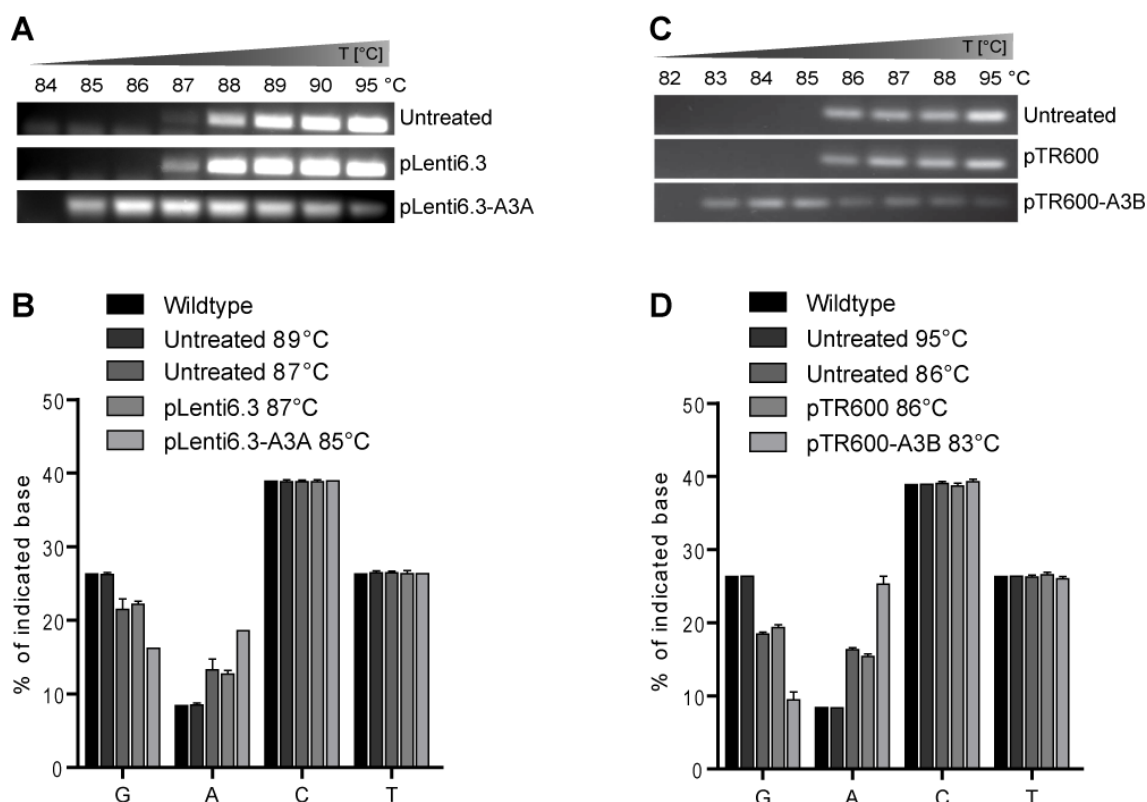 A
T [°C]
84 85 86 87 88 89 90 95 °C
Untreated
pLenti6.3
pLenti6.3-A3A
C
T [°C]
82 83 84 85 86 87 88 95 °C
Untreated
pTR600
pTR600-A3B
B
Wildtype
Untreated 89°C
Untreated 87°C
pLenti6.3 87°C
pLenti6.3-A3A 85°C
% of indicated base
50
40
30
20
10
0
G A C T
D
Wildtype
Untreated 95°C
Untreated 86°C
pTR600 86°C
pTR600-A3B 83°C
% of indicated base
50
40
30
20
10
0
G A C T